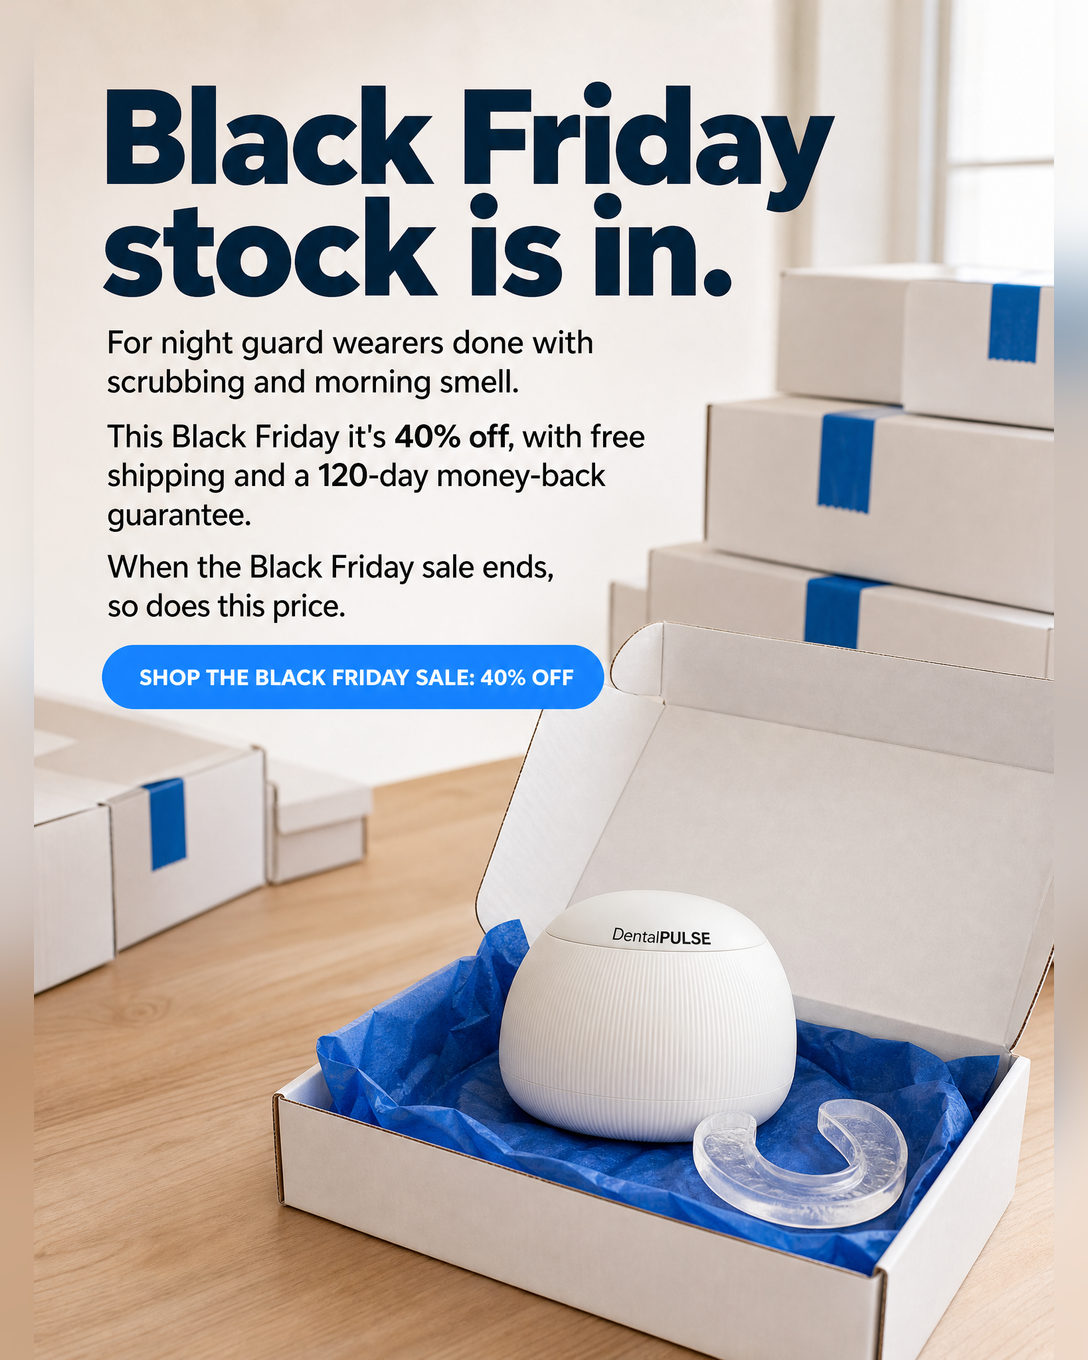 Black Friday
stock is in.
For night guard wearers done with
scrubbing and morning smell.
This Black Friday it's 40% off, with free
shipping and a 120-day money-back
guarantee.
When the Black Friday sale ends,
so does this price.
SHOP THE BLACK FRIDAY SALE: 40% OFF
DentalPULSE